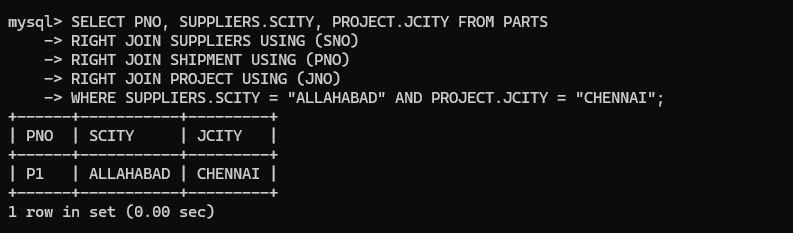 mysql> SELECT PNO, SUPPLIERS.SCITY, PROJECT.JCITY FROM PARTS
    -> RIGHT JOIN SUPPLIERS USING (SNO)
    -> RIGHT JOIN SHIPMENT USING (PNO)
    -> RIGHT JOIN PROJECT USING (JNO)
    -> WHERE SUPPLIERS.SCITY = "ALLAHABAD" AND PROJECT.JCITY = "CHENNAI";
+------+-----------+---------+
| PNO  | SCITY     | JCITY   |
+------+-----------+---------+
| P1   | ALLAHABAD | CHENNAI |
+------+-----------+---------+
1 row in set (0.00 sec)